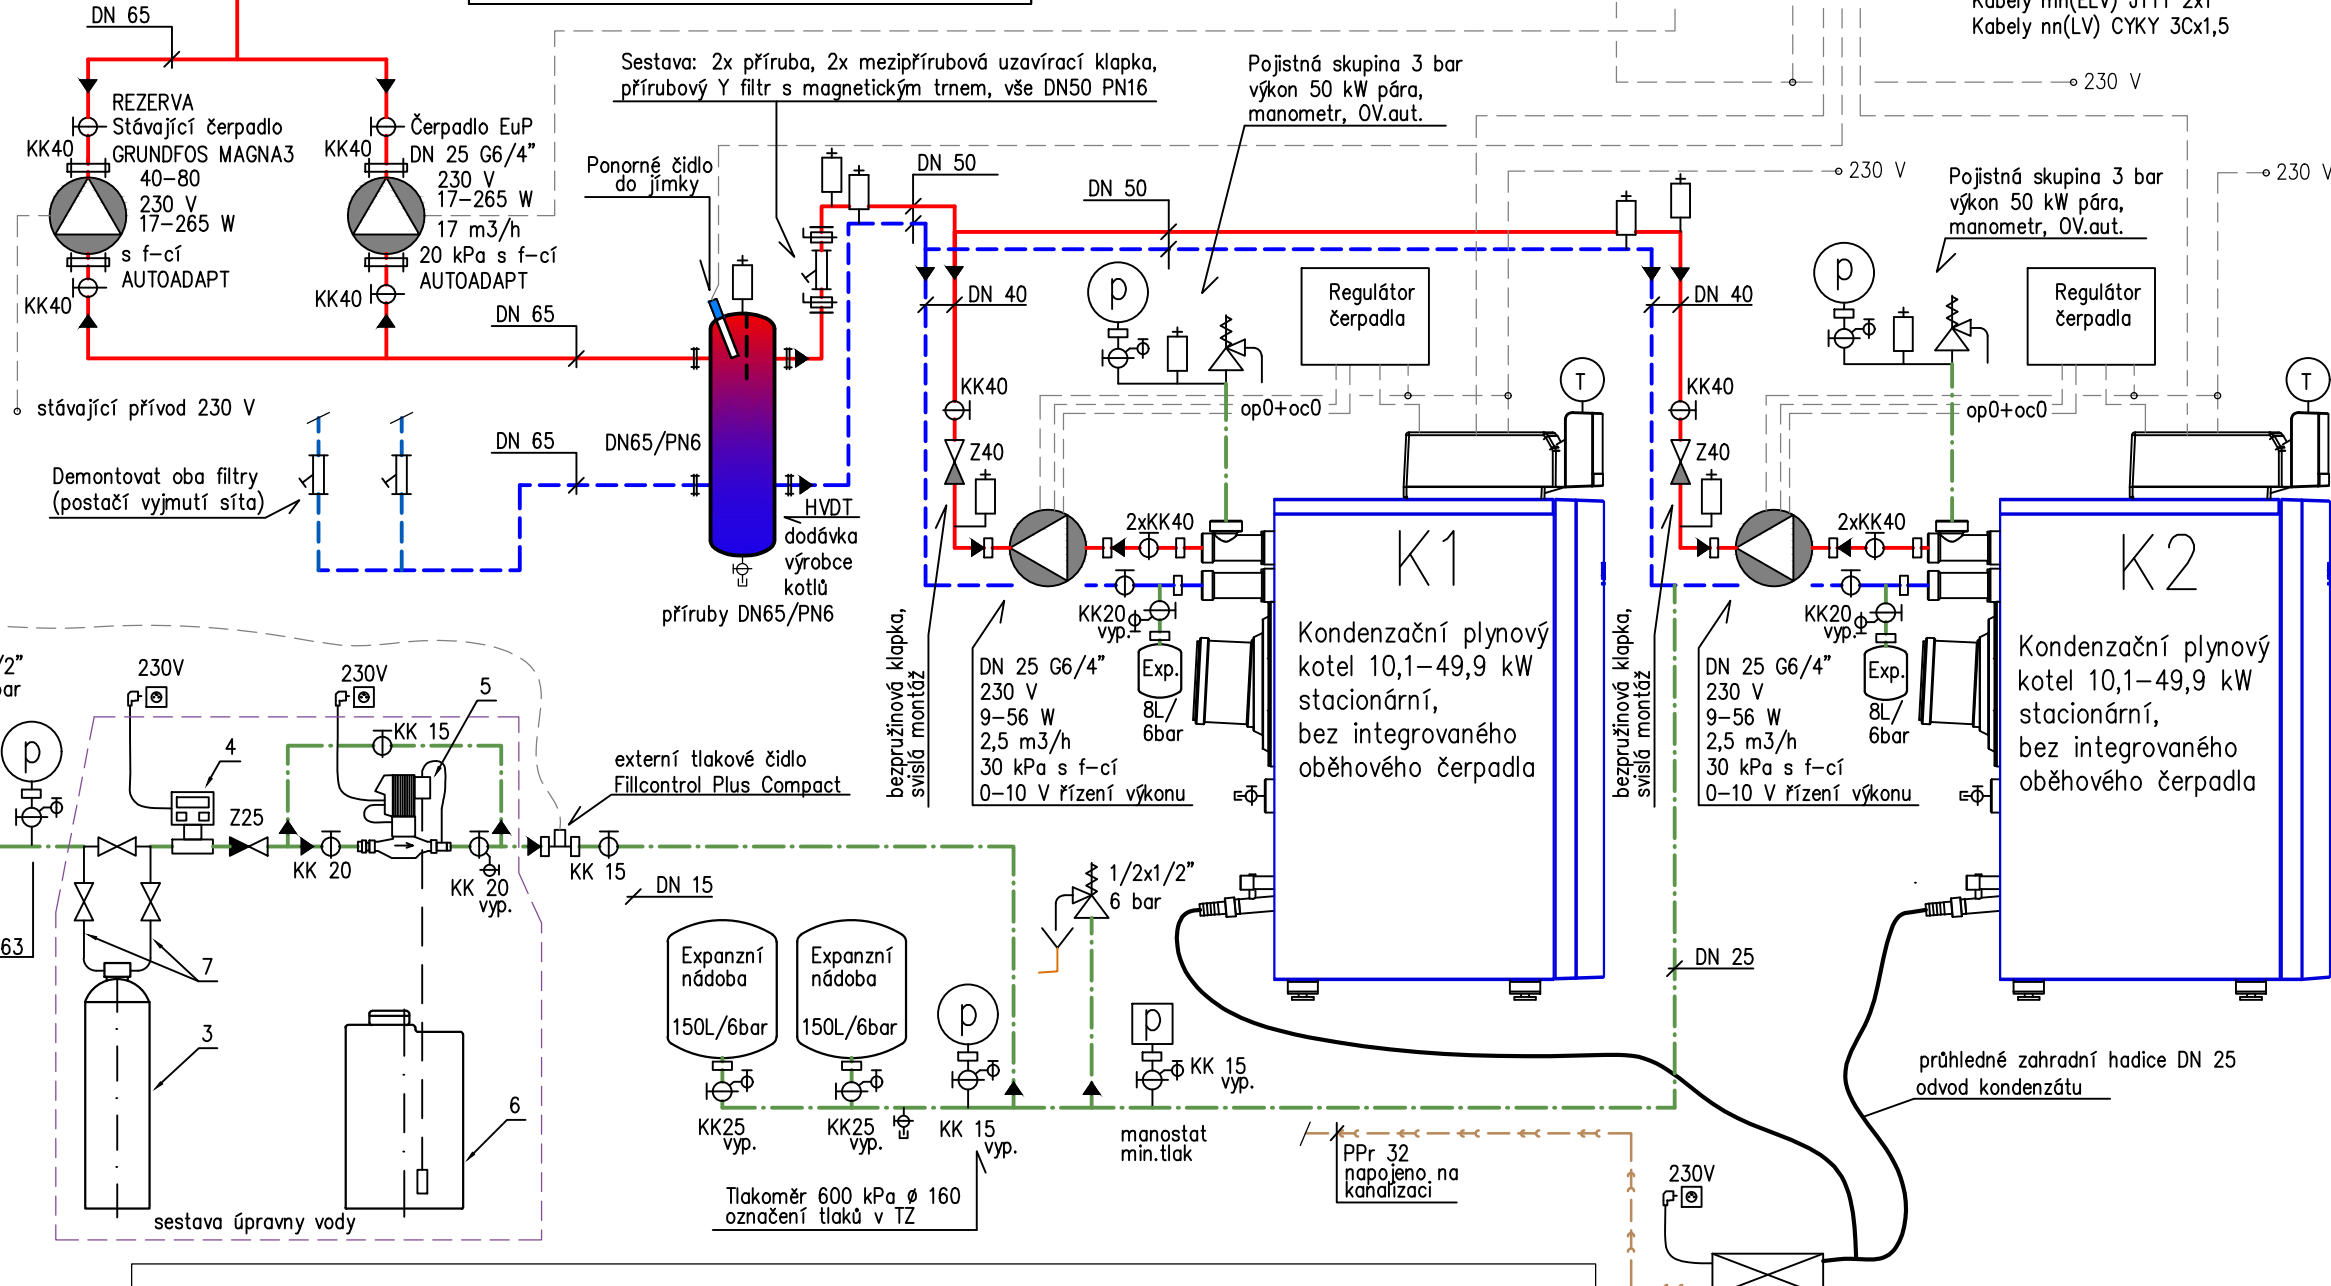 DN 65
Kabely nn(LV) CYKY 3Cx1,5
Sestava: 2x příruba, 2x mezipřírubová uzavírací klapka,
přírubový Y filtr s magnetickým trnem, vše DN50 PN16
Pojistná skupina 3 bar
výkon 50 kW pára,
manometr, OV.aut.
230 V
REZERVA
Stávající čerpadlo
GRUNDFOS MAGNA3
40-80
230 V
17-265 W
s f-cí
AUTOADAPT
KK40
KK40
Čerpadlo EuP
DN 25 G6/4"
230 V
17-265 W
17 m3/h
20 kPa s f-cí
AUTOADAPT
KK40
KK40
Ponorné čidlo
do jímky
DN 50
DN 50
230 V
Pojistná skupina 3 bar
výkon 50 kW pára,
manometr, OV.aut.
230 V
DN 65
DN 40
p
Regulátor
čerpadla
DN 40
p
Regulátor
čerpadla
stávající přívod 230 V
KK40
op0+oc0
T
KK40
op0+oc0
T
DN 65
DN65/PN6
Z40
Z40
Demontovat oba filtry
(postačí vyjmutí síta)
HVDT
dodávka
výrobce
kotlů
příruby DN65/PN6
2xKK40
2xKK40
K1
K2
KK20
vyp.
KK20
vyp.
bezpružinová klapka,
svislá montáž
bezpružinová klapka,
svislá montáž
DN 25 G6/4"
230 V
9-56 W
2,5 m3/h
30 kPa s f-cí
0-10 V řízení výkonu
Exp.
8L/
6bar
Kondenzační plynový
kotel 10,1-49,9 kW
stacionární,
bez integrovaného
oběhového čerpadla
DN 25 G6/4"
230 V
9-56 W
2,5 m3/h
30 kPa s f-cí
0-10 V řízení výkonu
Exp.
8L/
6bar
Kondenzační plynový
kotel 10,1-49,9 kW
stacionární,
bez integrovaného
oběhového čerpadla
230V
230V
5
p
4
KK 15
externí tlakové čidlo
Fillcontrol Plus Compact
Z25
KK 20
KK 20
vyp.
KK 15
DN 15
1/2x1/2"
6 bar
63
7
3
6
Expanzní
nádoba
150L/6bar
Expanzní
nádoba
150L/6bar
p
p
KK 15
vyp.
DN 25
průhledné zahradní hadice DN 25
odvod kondenzátu
KK25
vyp.
KK25
vyp.
KK 15
vyp.
manostat
min.tlak
PPr 32
napojeno na
kanalizaci
230V
Tlakoměr 600 kPa ø 160
označení tlaků v TZ
sestava úpravny vody